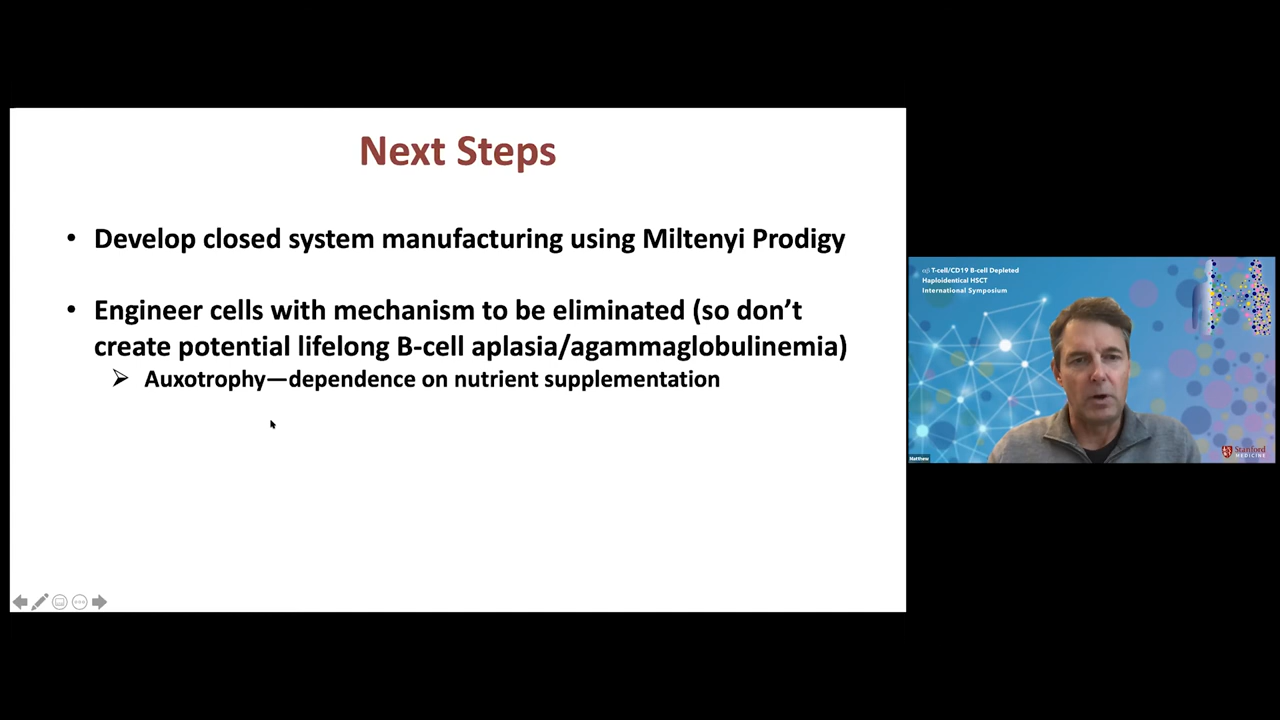 Next Steps
• Develop closed system manufacturing using Miltenyi Prodigy
• Engineer cells with mechanism to be eliminated (so don't
create potential lifelong B-cell aplasia/agammaglobulinemia)
➢ Auxotrophy—dependence on nutrient supplementation
αβ T-cell/CD19 B-cell Depleted
Haploidentical HSCT
International Symposium
Matthew
Stanford
MEDICINE